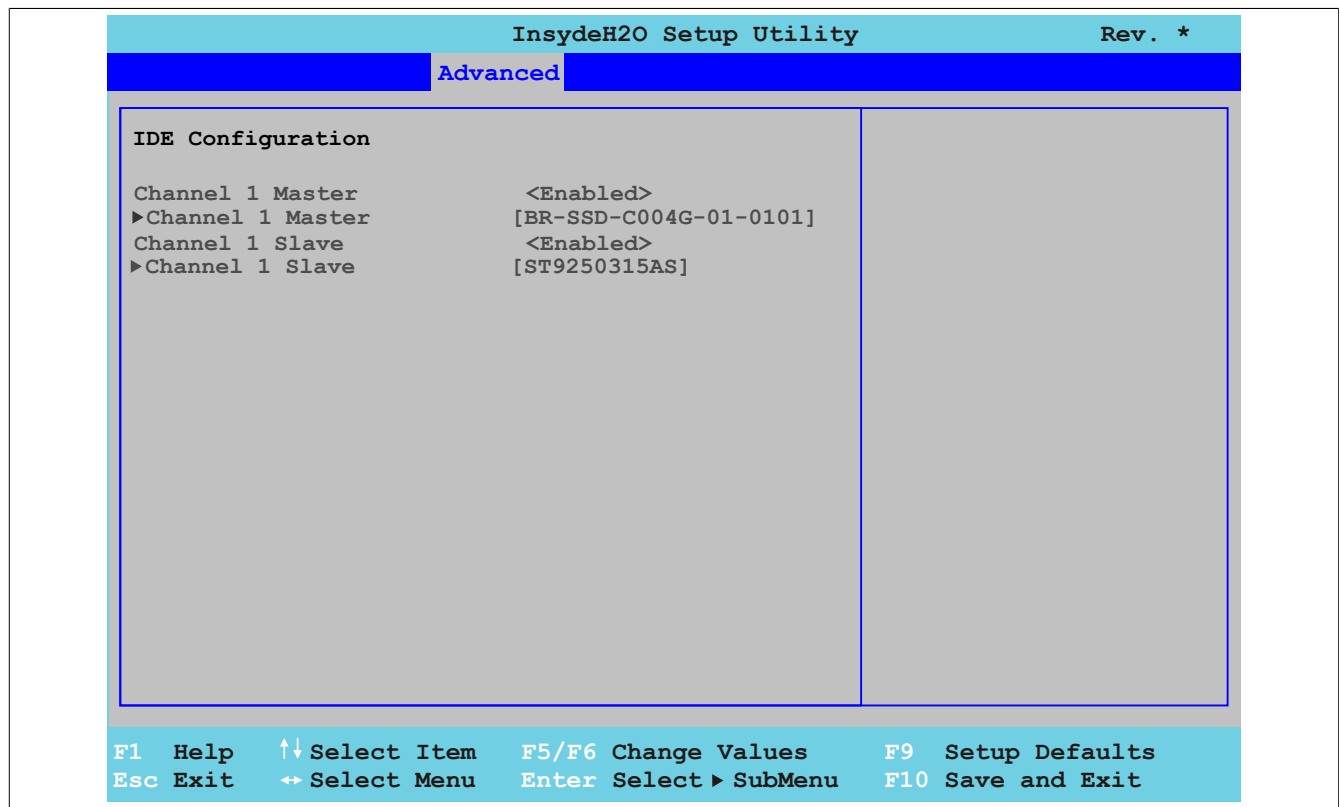 InsydeH2O Setup Utility Rev. *
Advanced
IDE Configuration
Channel 1 Master <Enabled>
▶Channel 1 Master [BR-SSD-C004G-01-0101]
Channel 1 Slave <Enabled>
▶Channel 1 Slave [ST9250315AS]
F1 Help ↑↓ Select Item F5/F6 Change Values F9 Setup Defaults
Esc Exit ↔ Select Menu Enter Select ▶ SubMenu F10 Save and Exit